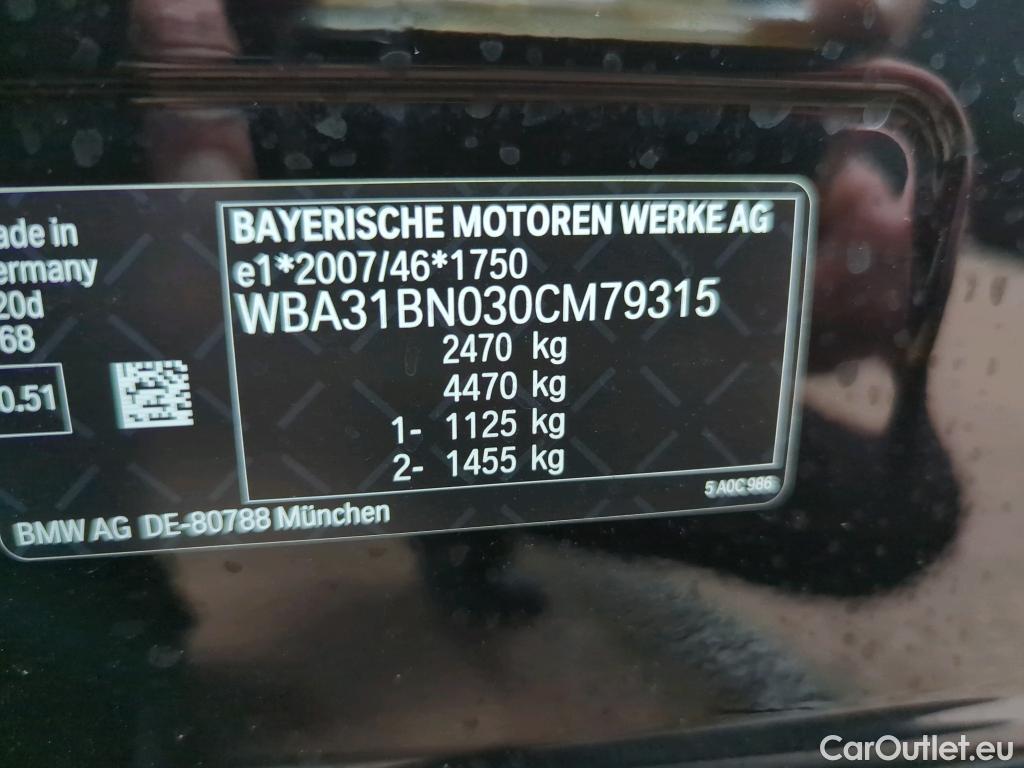 ade in
ermany
20d
68
0.51
BAYERISCHE MOTOREN WERKE AG
e1*2007/46*1750
WBA31BN030CM79315
2470 kg
4470 kg
1- 1125 kg
2- 1455 kg
5 A0C 986
BMW AG DE-80788 München
CarOutlet.eu